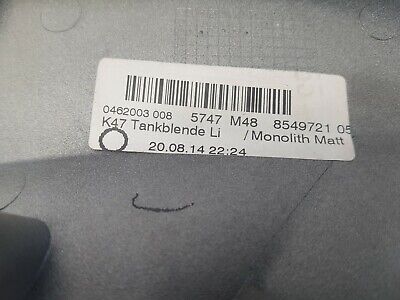 0462003 008 5747 M48 8549721 05
K47 Tankblende Li /Monolith Matt
20.08.14 22:24